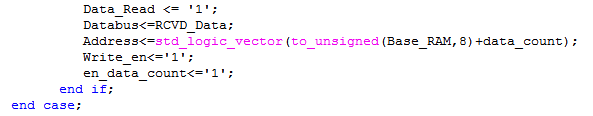 Data_Read <= '1';
Databus<=RCVD_Data;
Address<=std_logic_vector(to_unsigned(Base_RAM,8)+data_count);
Write_en<='1';
en_data_count<='1';
end if;
end case;